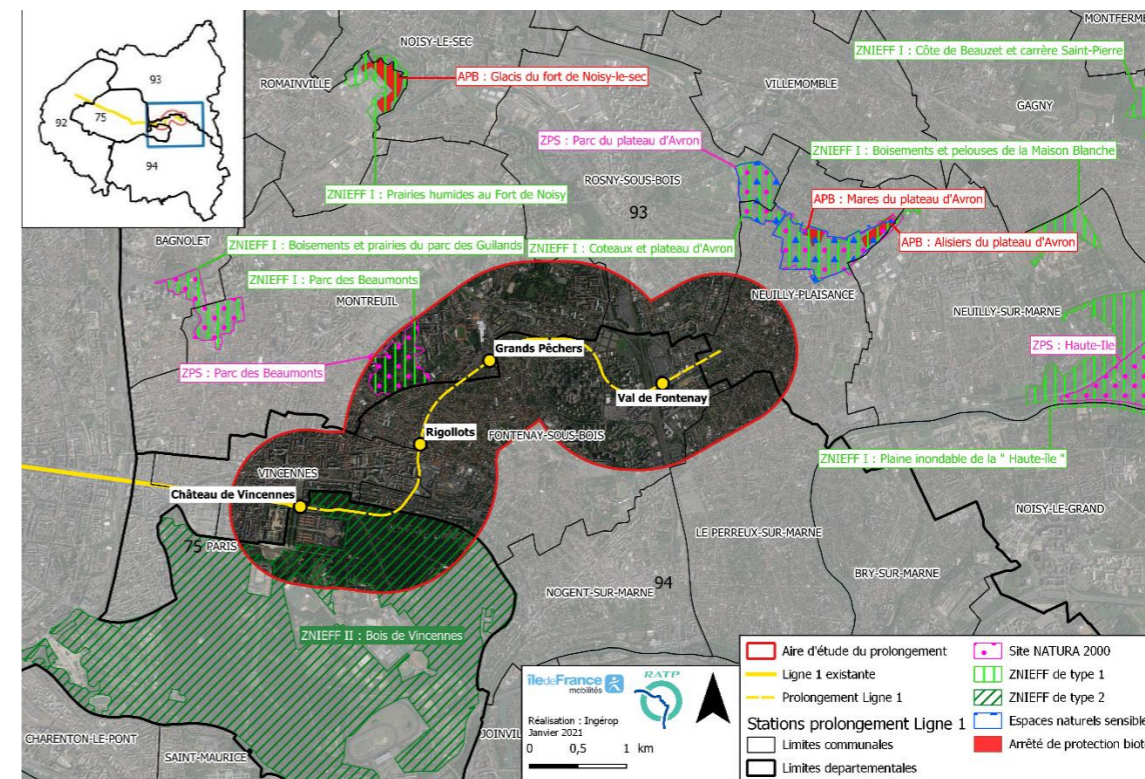 93
92
75
94
NOISY-LE-SEC
ROMAINVILLE
APB : Glacis du fort de Noisy-le-sec
VILLEMOMBLE
ZNIEFF I : Côte de Beauzet et carrère Saint-Pierre
GAGNY
ZPS : Parc du plateau d'Avron
ZNIEFF I : Boisements et pelouses de la Maison Blanche
ZNIEFF I : Prairies humides au Fort de Noisy
ROSNY-SOUS-BOIS
93
APB : Mares du plateau d'Avron
BAGNOLET
ZNIEFF I : Boisements et prairies du parc des Guilands
ZNIEFF I : Coteaux et plateau d'Avron
APB : Alisiers du plateau d'Avron
ZNIEFF I : Parc des Beaumonts
MONTREUIL
NEUILLY-PLAISANCE
NEUILLY-SUR-MARNE
Grands Pêchers
ZPS : Haute-Ile
ZPS : Parc des Beaumonts
Val de Fontenay
Rigollots
FONTENAY-SOUS-BOIS
ZNIEFF I : Plaine inondable de la " Haute-île "
VINCENNES
Château de Vincennes
NOISY-LE-GRAND
LE PERREUX-SUR-MARNE
75 PARIS
BRY-SUR-MARNE
94
NOGENT-SUR-MARNE
ZNIEFF II : Bois de Vincennes
CHARENTON-LE-PONT
SAINT-MAURICE
île de France
mobilités
RATP
Réalisation : Ingérop
Janvier 2021
0 0,5 1 km
Aire d'étude du prolongement
Ligne 1 existante
Prolongement Ligne 1
Stations prolongement Ligne 1
Limites communales
Limites departementales
Site NATURA 2000
ZNIEFF de type 1
ZNIEFF de type 2
Espaces naturels sensible
Arrêté de protection biot